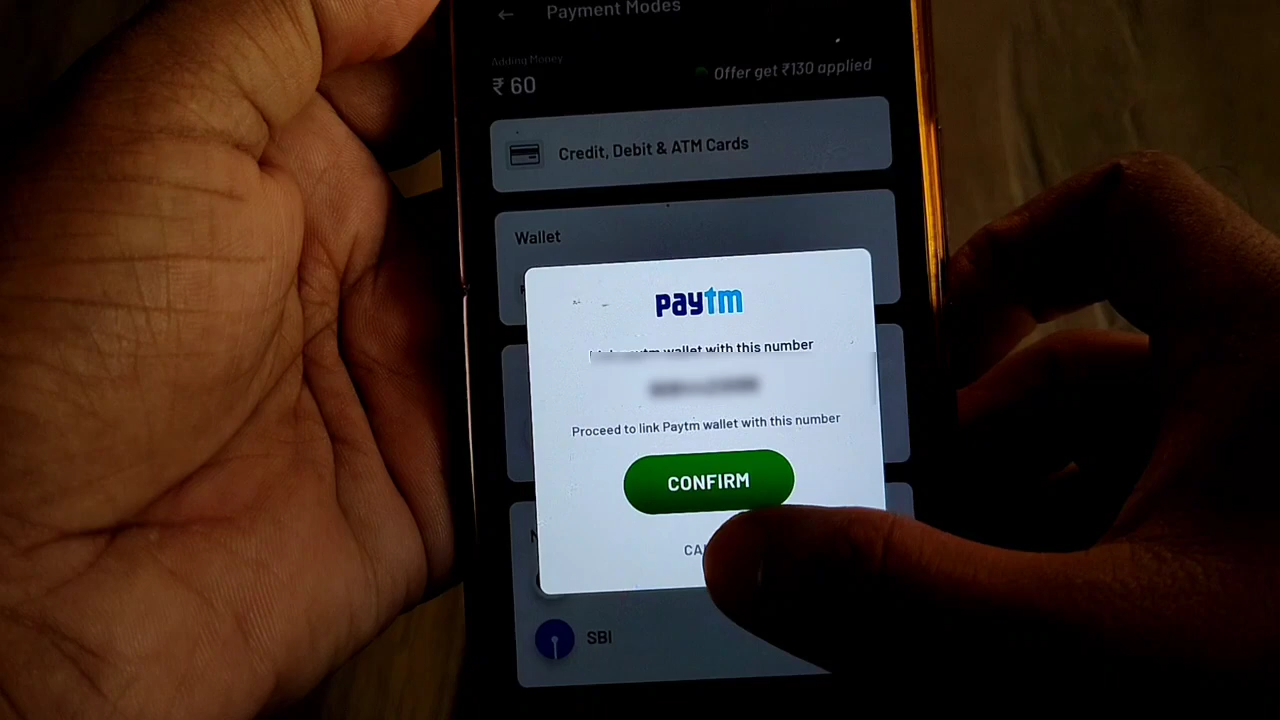 ← Payment Modes
Adding Money
₹ 60
Offer get ₹130 applied
Credit, Debit & ATM Cards
Wallet
paytm
paytm wallet with this number
Proceed to link Paytm wallet with this number
CONFIRM
SBI